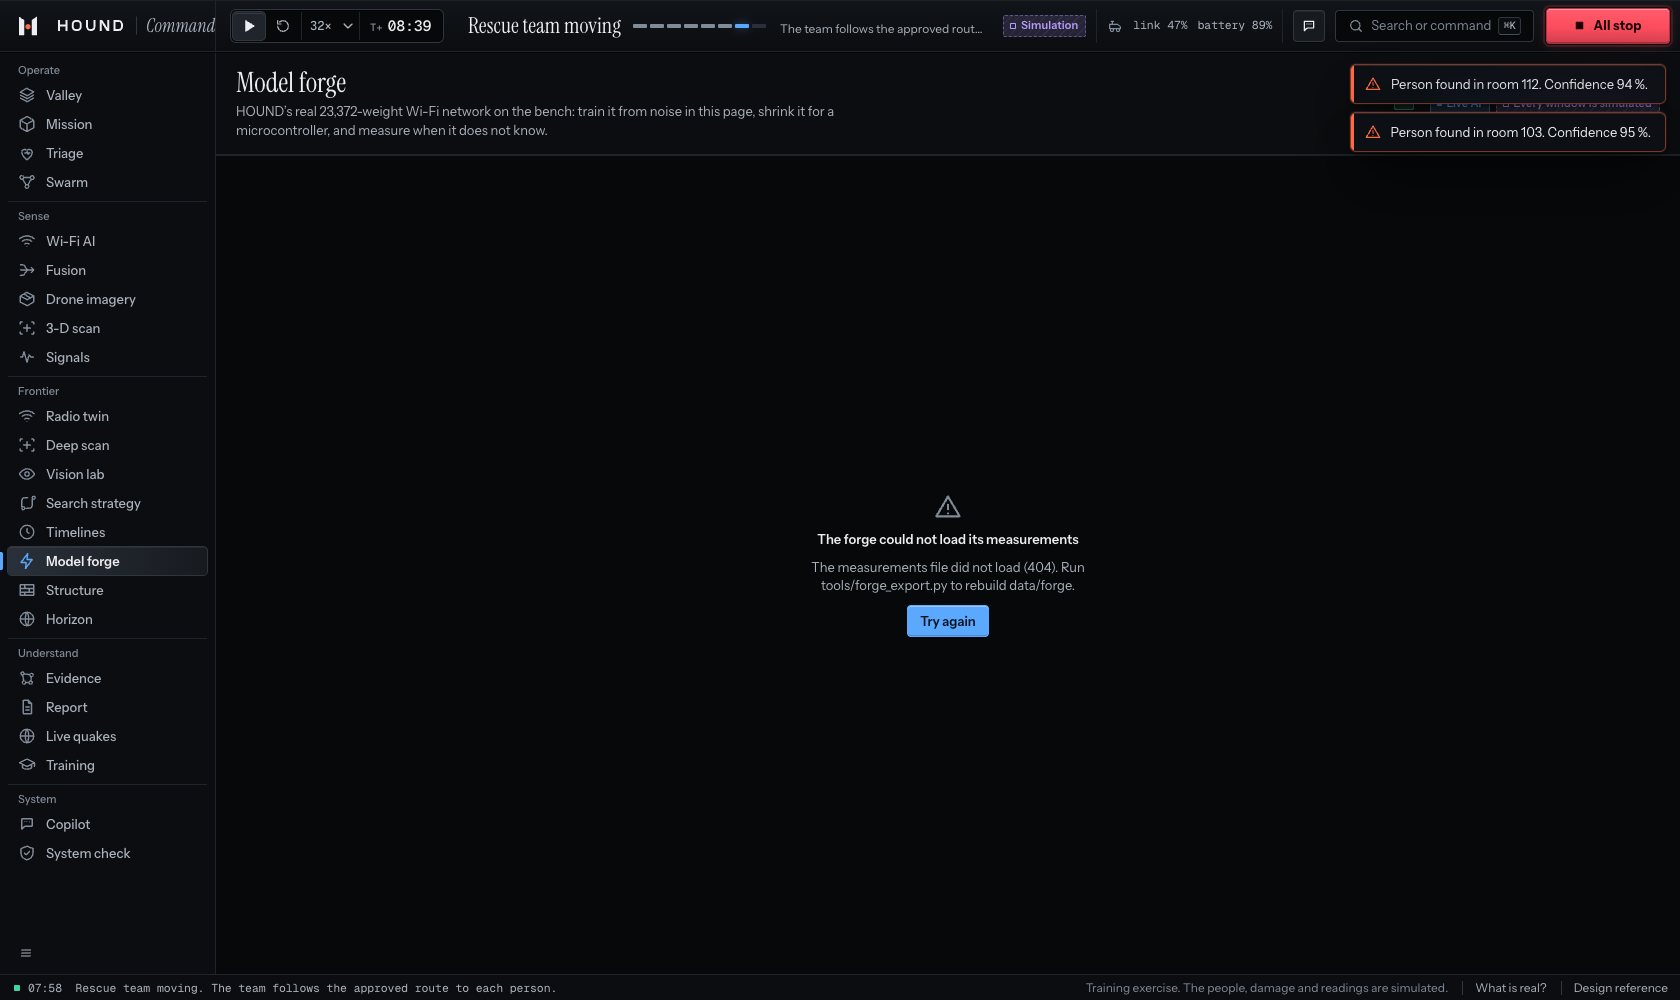 HOUND Command
32× T+ 08:39
Rescue team moving
The team follows the approved rout…
Simulation
link 47% battery 89%
Search or command ⌘K
All stop
Operate
Valley
Mission
Triage
Swarm
Sense
Wi-Fi AI
Fusion
Drone imagery
3-D scan
Signals
Frontier
Radio twin
Deep scan
Vision lab
Search strategy
Timelines
Model forge
Structure
Horizon
Understand
Evidence
Report
Live quakes
Training
System
Copilot
System check
Model forge
HOUND's real 23,372-weight Wi-Fi network on the bench: train it from noise in this page, shrink it for a
microcontroller, and measure when it does not know.
Person found in room 112. Confidence 94 %.
Live AI Every window is simulated
Person found in room 103. Confidence 95 %.
The forge could not load its measurements
The measurements file did not load (404). Run
tools/forge_export.py to rebuild data/forge.
Try again
07:58 Rescue team moving. The team follows the approved route to each person.
Training exercise. The people, damage and readings are simulated.
What is real?
Design reference